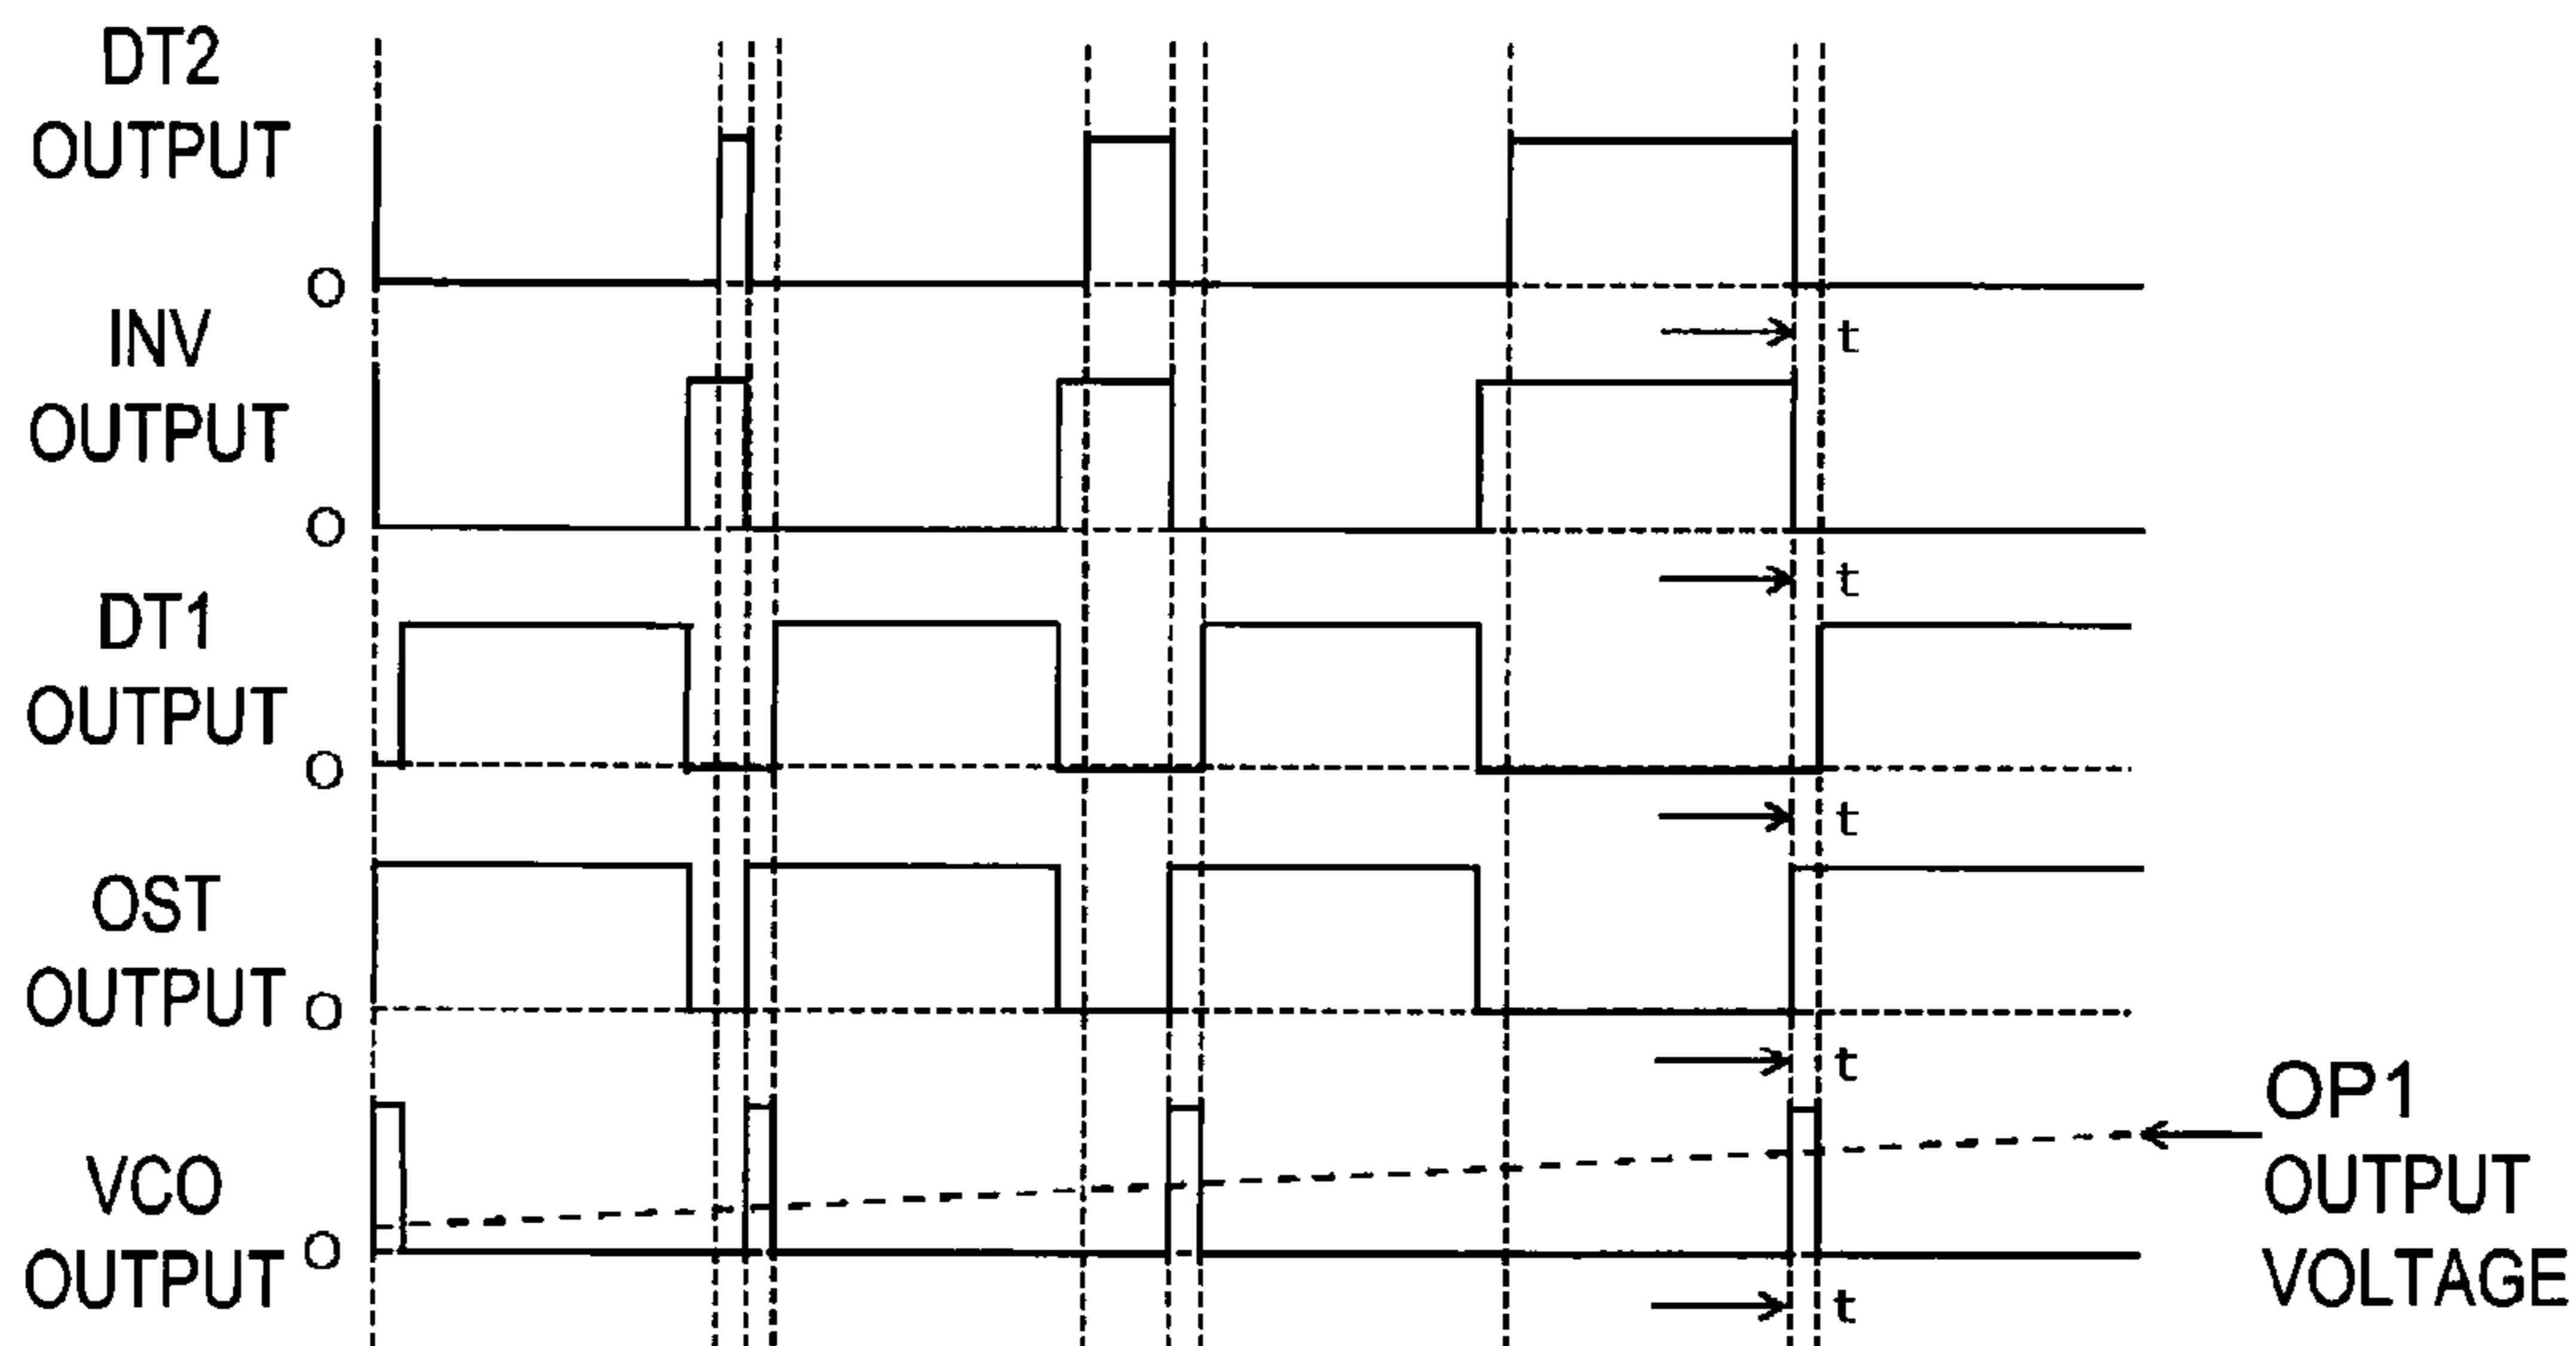 DT2
OUTPUT
O
t
INV
OUTPUT
O
t
DT1
OUTPUT
O
t
OST
OUTPUT
O
t
VCO
OUTPUT
O
t
OP1
OUTPUT
VOLTAGE